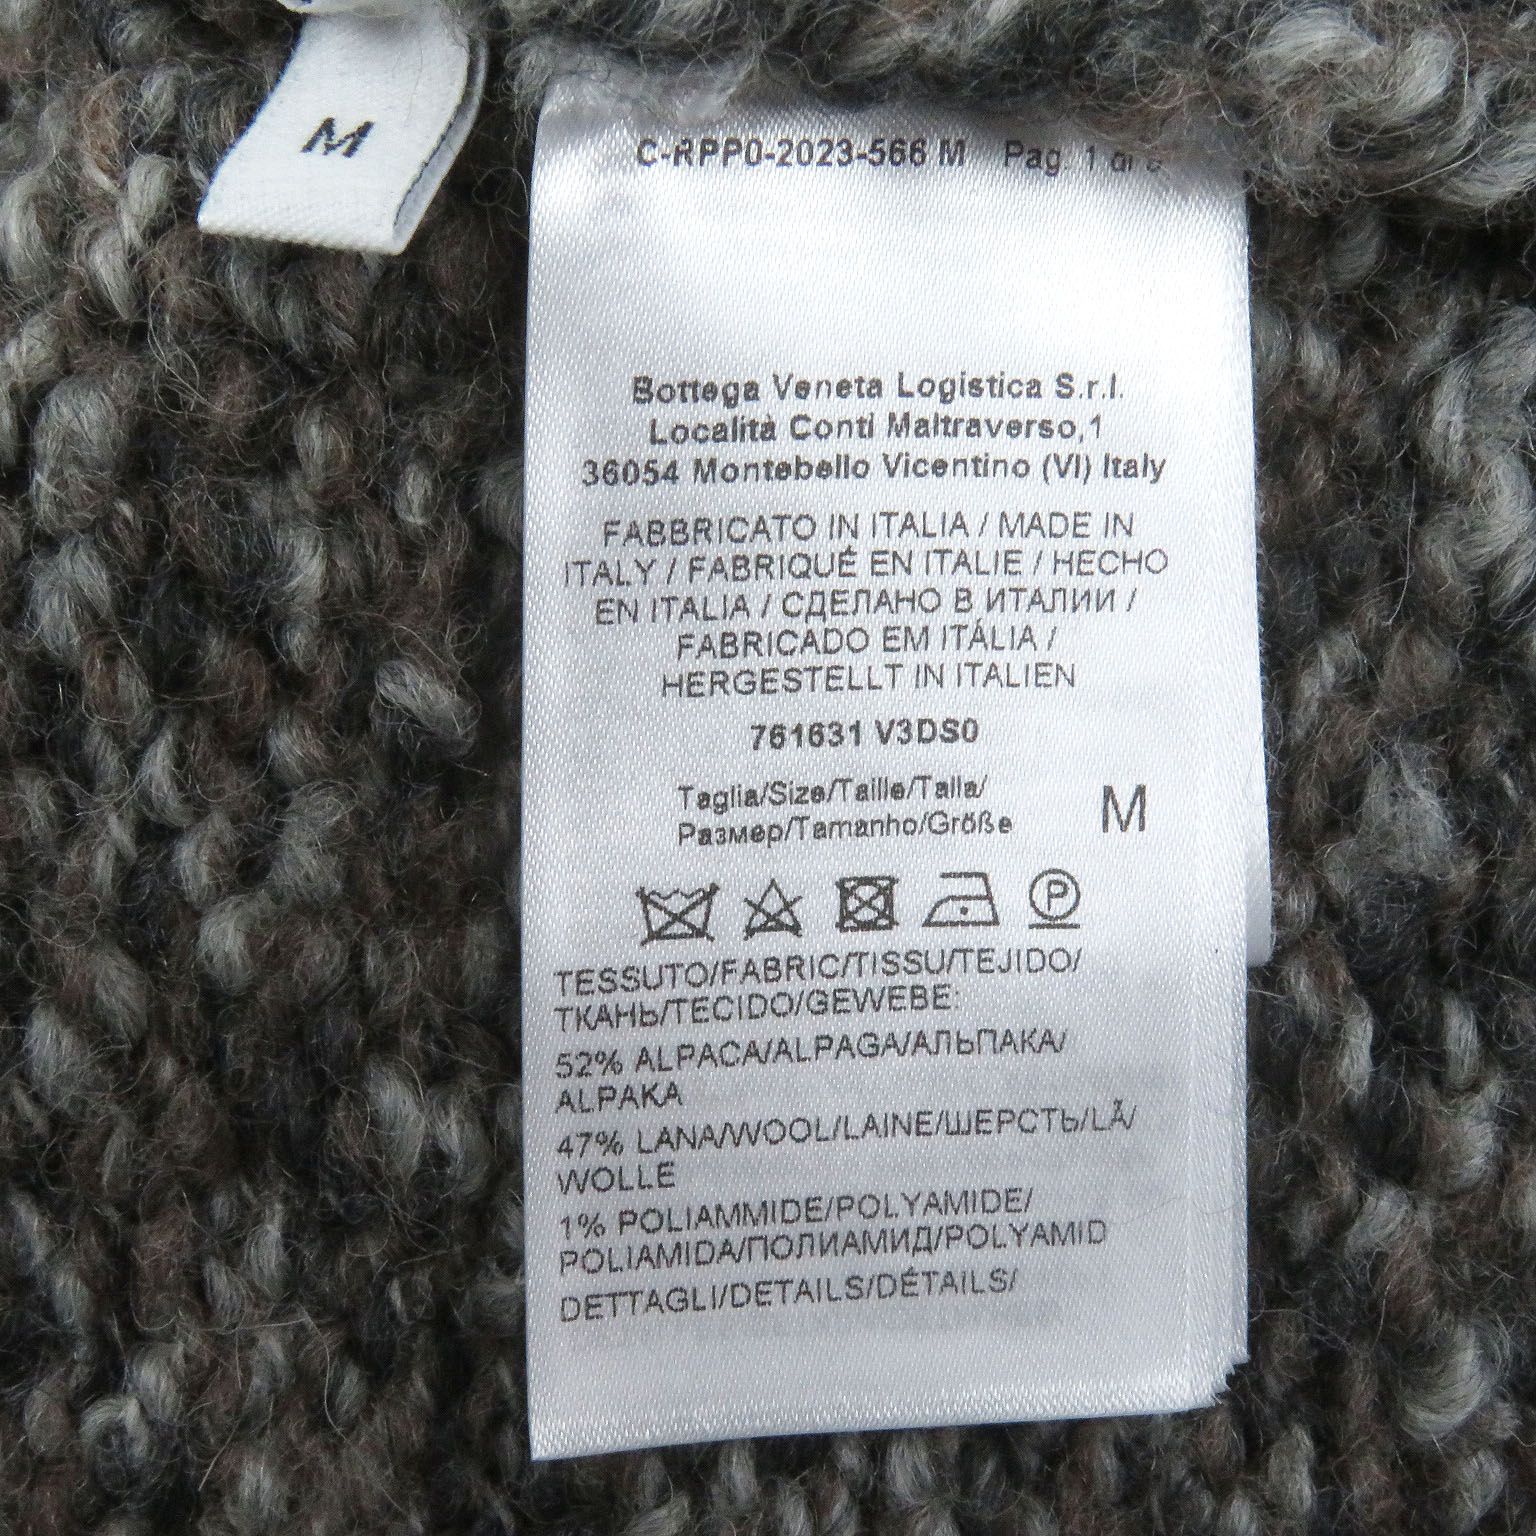 M
C-RPP0-2023-566 M Pag. 1 di
Bottega Veneta Logistica S.r.l.
Località Conti Maltraverso,1
36054 Montebello Vicentino (VI) Italy
FABBRICATO IN ITALIA / MADE IN
ITALY / FABRIQUÉ EN ITALIE / HECHO
EN ITALIA / СДЕЛАНО В ИТАЛИИ /
FABRICADO EM ITÁLIA /
HERGESTELLT IN ITALIEN
761631 V3DS0
Taglia/Size/Taille/Talla/
Размер/Tamanho/Größe M
P
TESSUTO/FABRIC/TISSU/TEJIDO/
ТКАНЬ/TECIDO/GEWEBE:
52% ALPACA/ALPAGA/АЛЬПАКА/
ALPAKA
47% LANA/WOOL/LAINE/ШЕРСТЬ/LÃ/
WOLLE
1% POLIAMMIDE/POLYAMIDE/
POLIAMIDA/ПОЛИАМИД/POLYAMID
DETTAGLI/DETAILS/DÉTAILS/